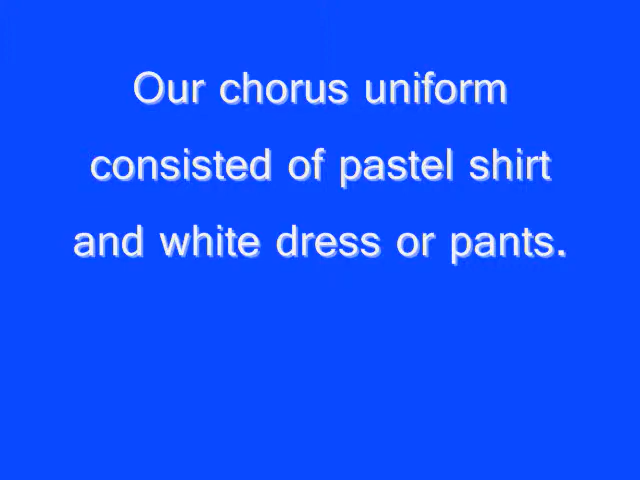 Our chorus uniform
consisted of pastel shirt
and white dress or pants.